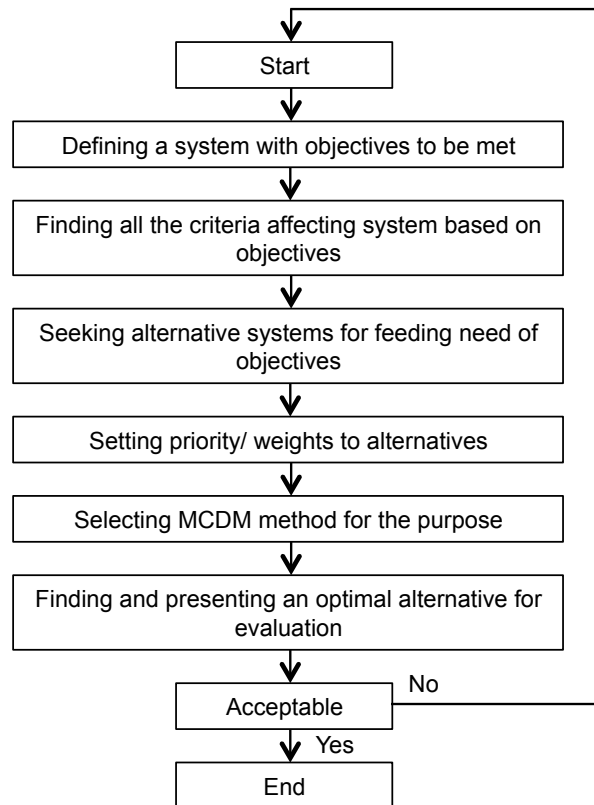 Start
Defining a system with objectives to be met
Finding all the criteria affecting system based on
objectives
Seeking alternative systems for feeding need of
objectives
Setting priority/ weights to alternatives
Selecting MCDM method for the purpose
Finding and presenting an optimal alternative for
evaluation
Acceptable
No
Yes
End